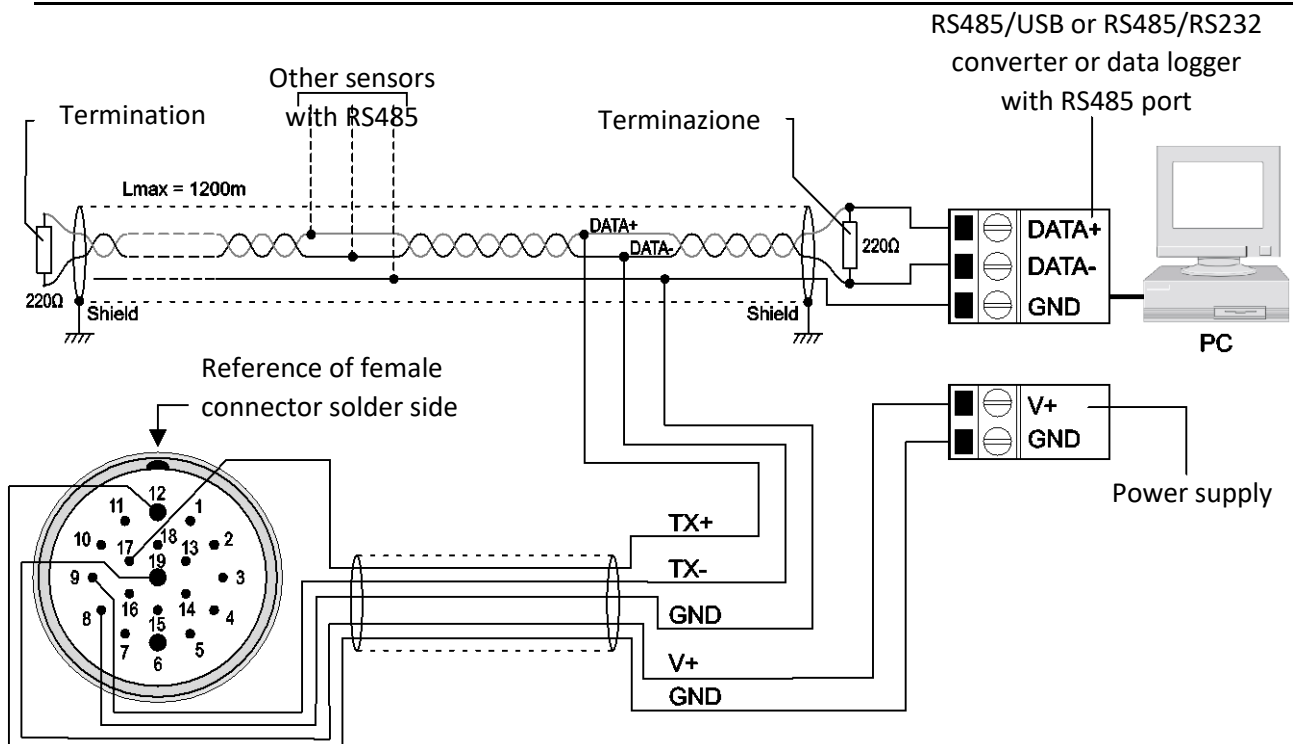 RS485/USB or RS485/RS232
converter or data logger
with RS485 port
Other sensors
with RS485
Termination
Terminazione
Lmax = 1200m
DATA+
DATA-
220Ω
220Ω
Shield
Shield
DATA+
DATA-
GND
PC
Reference of female
connector solder side
V+
GND
Power supply
12
11
1
10
18
2
17
13
19
9
3
16
14
8
15
4
7
5
6
TX+
TX-
GND
V+
GND